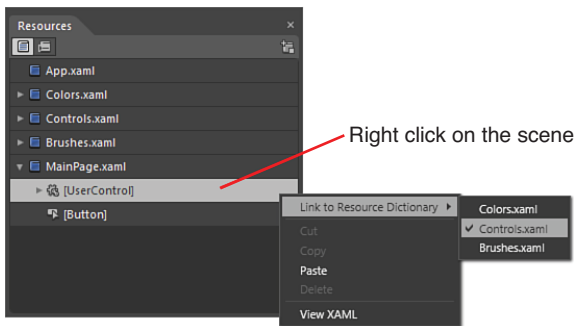 Resources
App.xaml
Colors.xaml
Controls.xaml
Brushes.xaml
MainPage.xaml
[UserControl]
[Button]
Right click on the scene
Link to Resource Dictionary
Cut
Copy
Paste
Delete
View XAML
Colors.xaml
Controls.xaml
Brushes.xaml